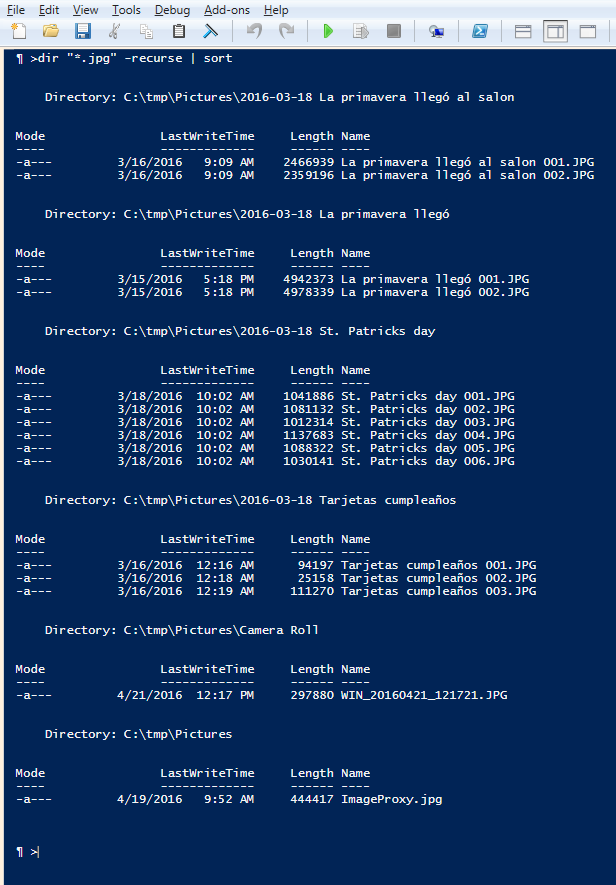 File Edit View Tools Debug Add-ons Help
¶ >dir "*.jpg" -recurse | sort
Directory: C:\tmp\Pictures\2016-03-18 La primavera llegó al salon
Mode LastWriteTime Length Name
---- ------------- ------ ----
-a--- 3/16/2016 9:09 AM 2466939 La primavera llegó al salon 001.JPG
-a--- 3/16/2016 9:09 AM 2359196 La primavera llegó al salon 002.JPG
Directory: C:\tmp\Pictures\2016-03-18 La primavera llegó
Mode LastWriteTime Length Name
---- ------------- ------ ----
-a--- 3/15/2016 5:18 PM 4942373 La primavera llegó 001.JPG
-a--- 3/15/2016 5:18 PM 4978339 La primavera llegó 002.JPG
Directory: C:\tmp\Pictures\2016-03-18 St. Patricks day
Mode LastWriteTime Length Name
---- ------------- ------ ----
-a--- 3/18/2016 10:02 AM 1041886 St. Patricks day 001.JPG
-a--- 3/18/2016 10:02 AM 1081132 St. Patricks day 002.JPG
-a--- 3/18/2016 10:02 AM 1012314 St. Patricks day 003.JPG
-a--- 3/18/2016 10:02 AM 1137683 St. Patricks day 004.JPG
-a--- 3/18/2016 10:02 AM 1088322 St. Patricks day 005.JPG
-a--- 3/18/2016 10:02 AM 1030141 St. Patricks day 006.JPG
Directory: C:\tmp\Pictures\2016-03-18 Tarjetas cumpleaños
Mode LastWriteTime Length Name
---- ------------- ------ ----
-a--- 3/16/2016 12:16 AM 94197 Tarjetas cumpleaños 001.JPG
-a--- 3/16/2016 12:18 AM 25158 Tarjetas cumpleaños 002.JPG
-a--- 3/16/2016 12:19 AM 111270 Tarjetas cumpleaños 003.JPG
Directory: C:\tmp\Pictures\Camera Roll
Mode LastWriteTime Length Name
---- ------------- ------ ----
-a--- 4/21/2016 12:17 PM 297880 WIN_20160421_121721.JPG
Directory: C:\tmp\Pictures
Mode LastWriteTime Length Name
---- ------------- ------ ----
-a--- 4/19/2016 9:52 AM 444417 ImageProxy.jpg
¶ >